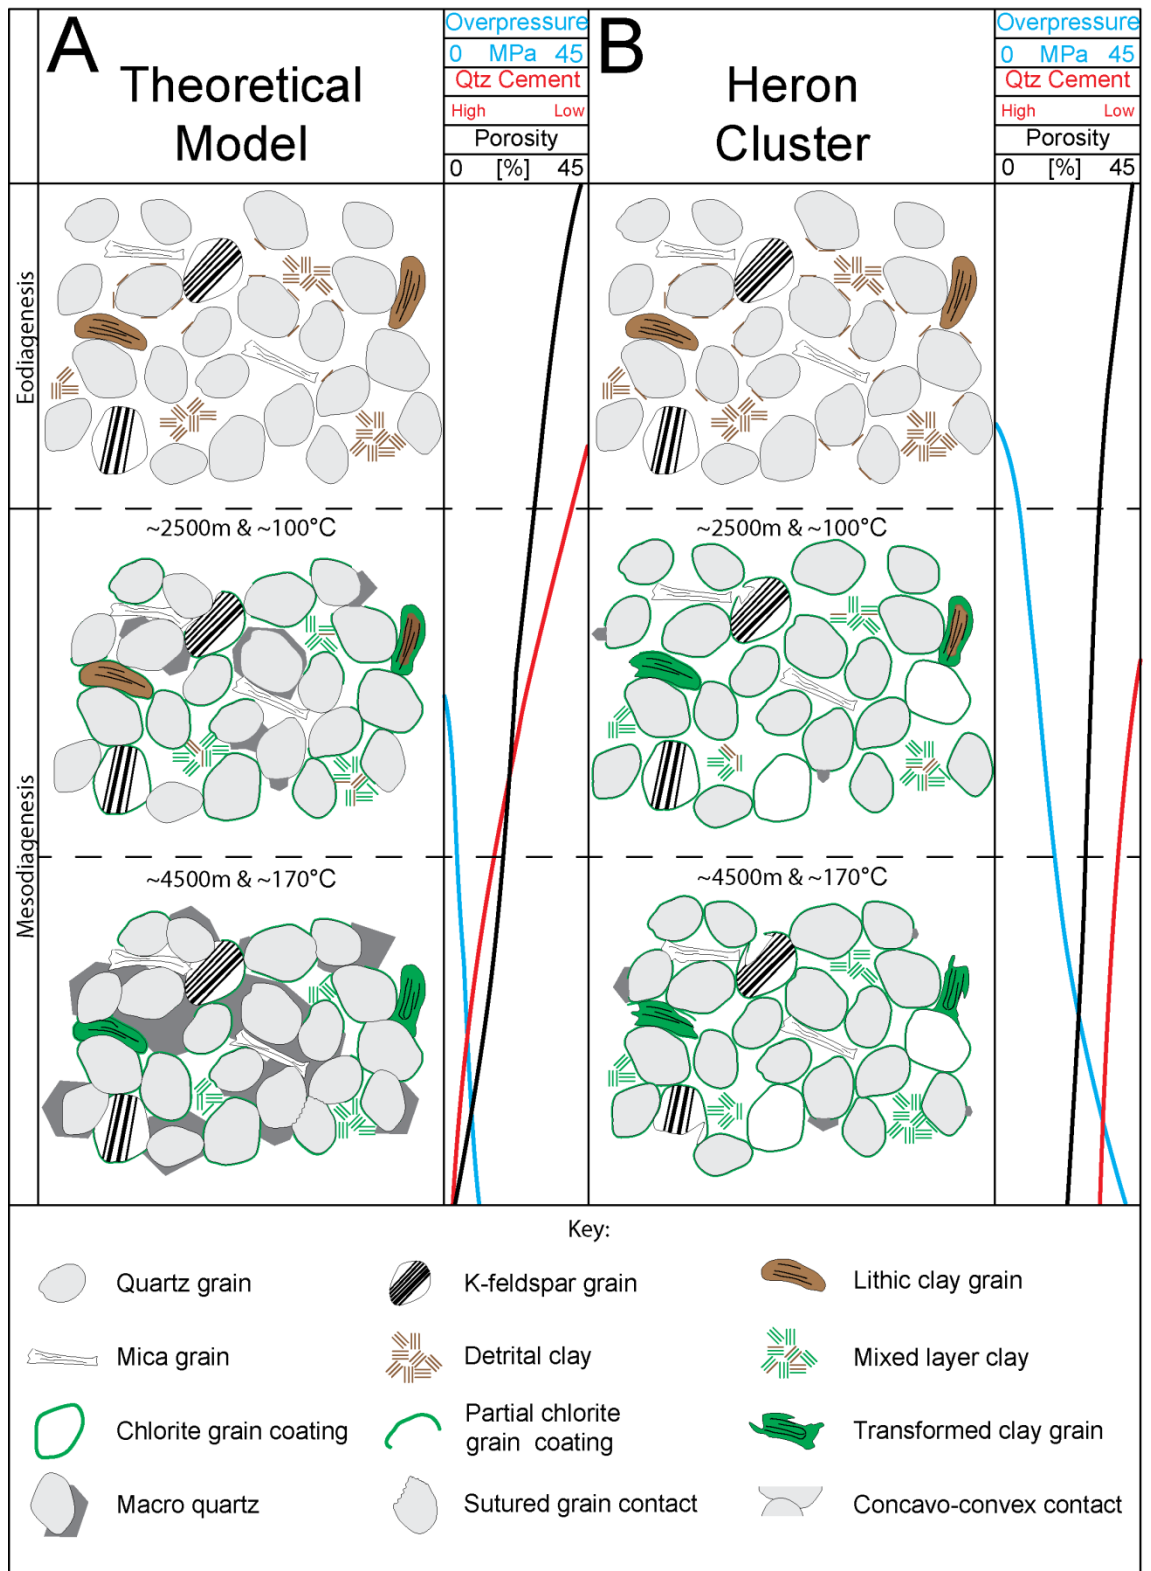 A
Theoretical
Model
Overpressure
0 MPa 45
Qtz Cement
High Low
Porosity
0 [%] 45
B
Heron
Cluster
Overpressure
0 MPa 45
Qtz Cement
High Low
Porosity
0 [%] 45
Eodiagenesis
Mesodiagenesis
~2500m & ~100°C
~2500m & ~100°C
~4500m & ~170°C
~4500m & ~170°C
Key:
Quartz grain
K-feldspar grain
Lithic clay grain
Mica grain
Detrital clay
Mixed layer clay
Chlorite grain coating
Partial chlorite
grain coating
Transformed clay grain
Macro quartz
Sutured grain contact
Concavo-convex contact